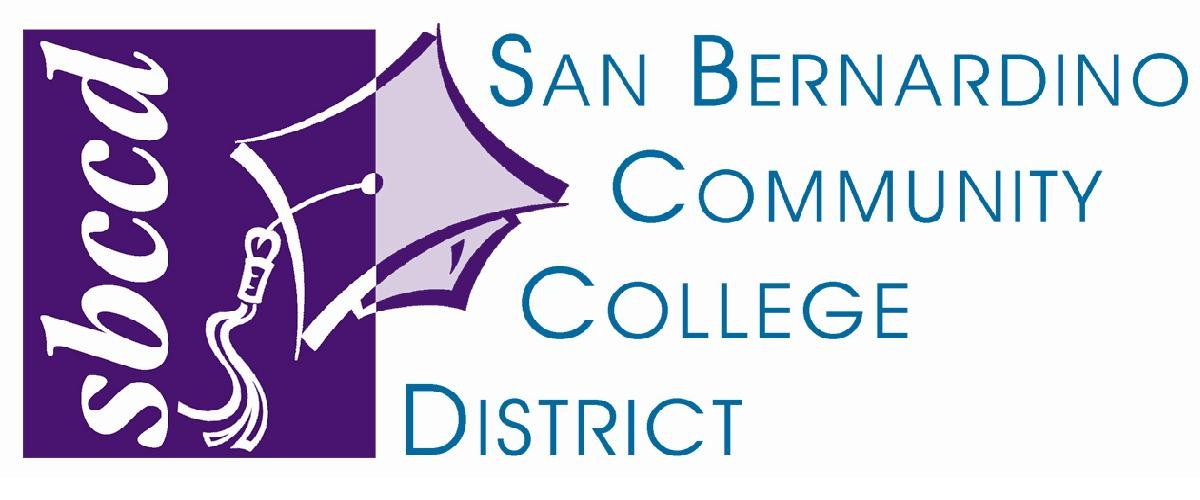 sbccd
SAN BERNARDINO
COMMUNITY
COLLEGE
DISTRICT